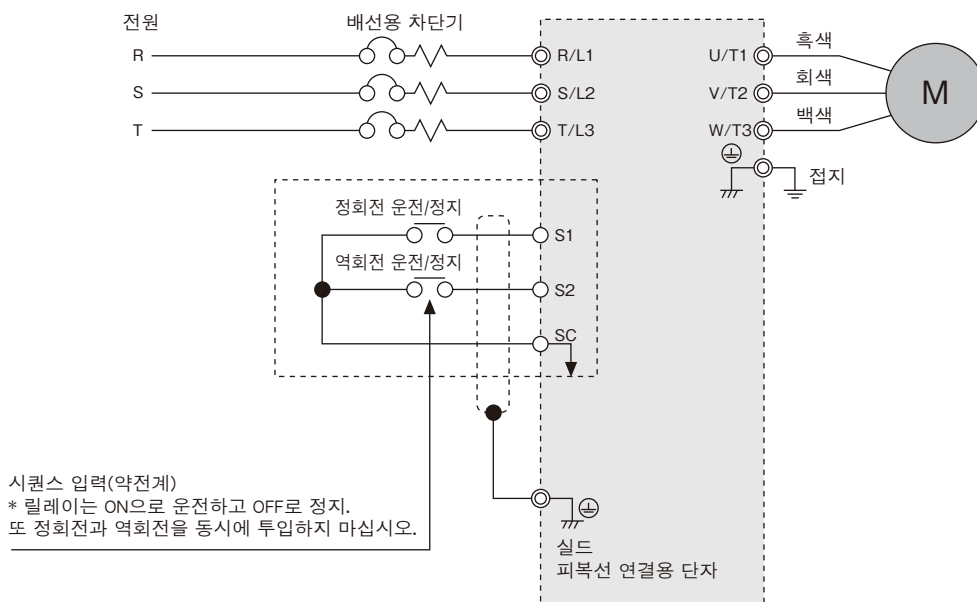 전원
배선용 차단기
R
R/L1
U/T1
흑색
S
S/L2
V/T2
회색
M
T
T/L3
W/T3
백색
접지
정회전 운전/정지
S1
역회전 운전/정지
S2
SC
시퀀스 입력(약전계)
* 릴레이는 ON으로 운전하고 OFF로 정지.
또 정회전과 역회전을 동시에 투입하지 마십시오.
실드
피복선 연결용 단자